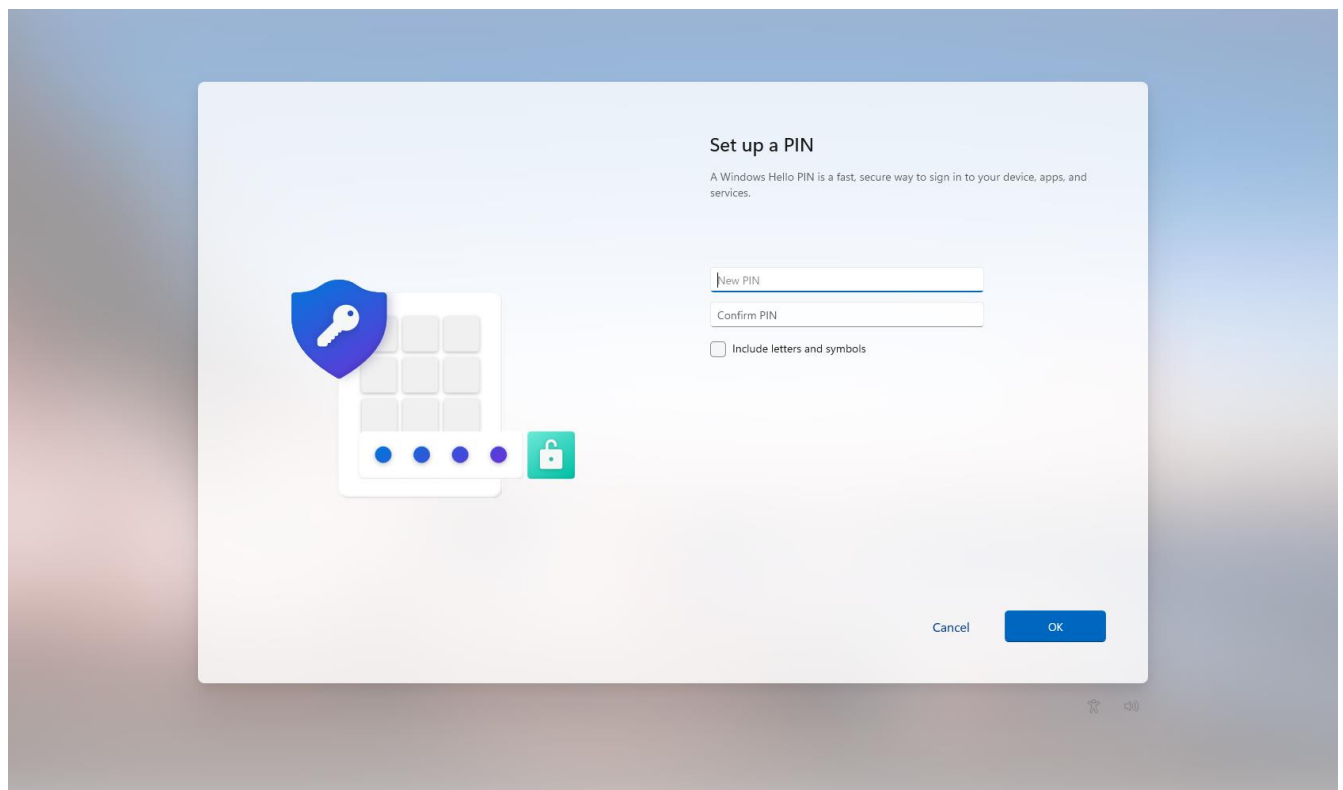 Set up a PIN
A Windows Hello PIN is a fast, secure way to sign in to your device, apps, and
services.
New PIN
Confirm PIN
Include letters and symbols
Cancel
OK